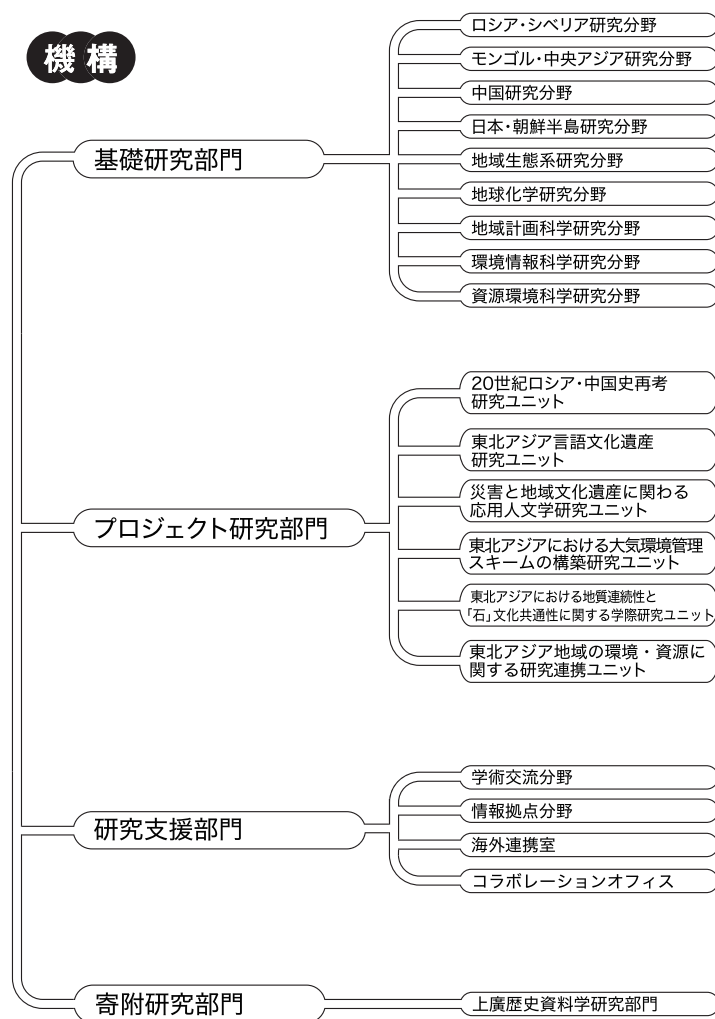 機構
基礎研究部門
ロシア・シベリア研究分野
モンゴル・中央アジア研究分野
中国研究分野
日本・朝鮮半島研究分野
地域生態系研究分野
地球化学研究分野
地域計画科学研究分野
環境情報科学研究分野
資源環境科学研究分野
プロジェクト研究部門
20世紀ロシア・中国史再考
研究ユニット
東北アジア言語文化遺産
研究ユニット
災害と地域文化遺産に関わる
応用人文学研究ユニット
東北アジアにおける大気環境管理
スキームの構築研究ユニット
東北アジアにおける地質連続性と
「石」文化共通性に関する学際研究ユニット
東北アジア地域の環境・資源に
関する研究連携ユニット
研究支援部門
学術交流分野
情報拠点分野
海外連携室
コラボレーションオフィス
寄附研究部門
上廣歴史資料学研究部門